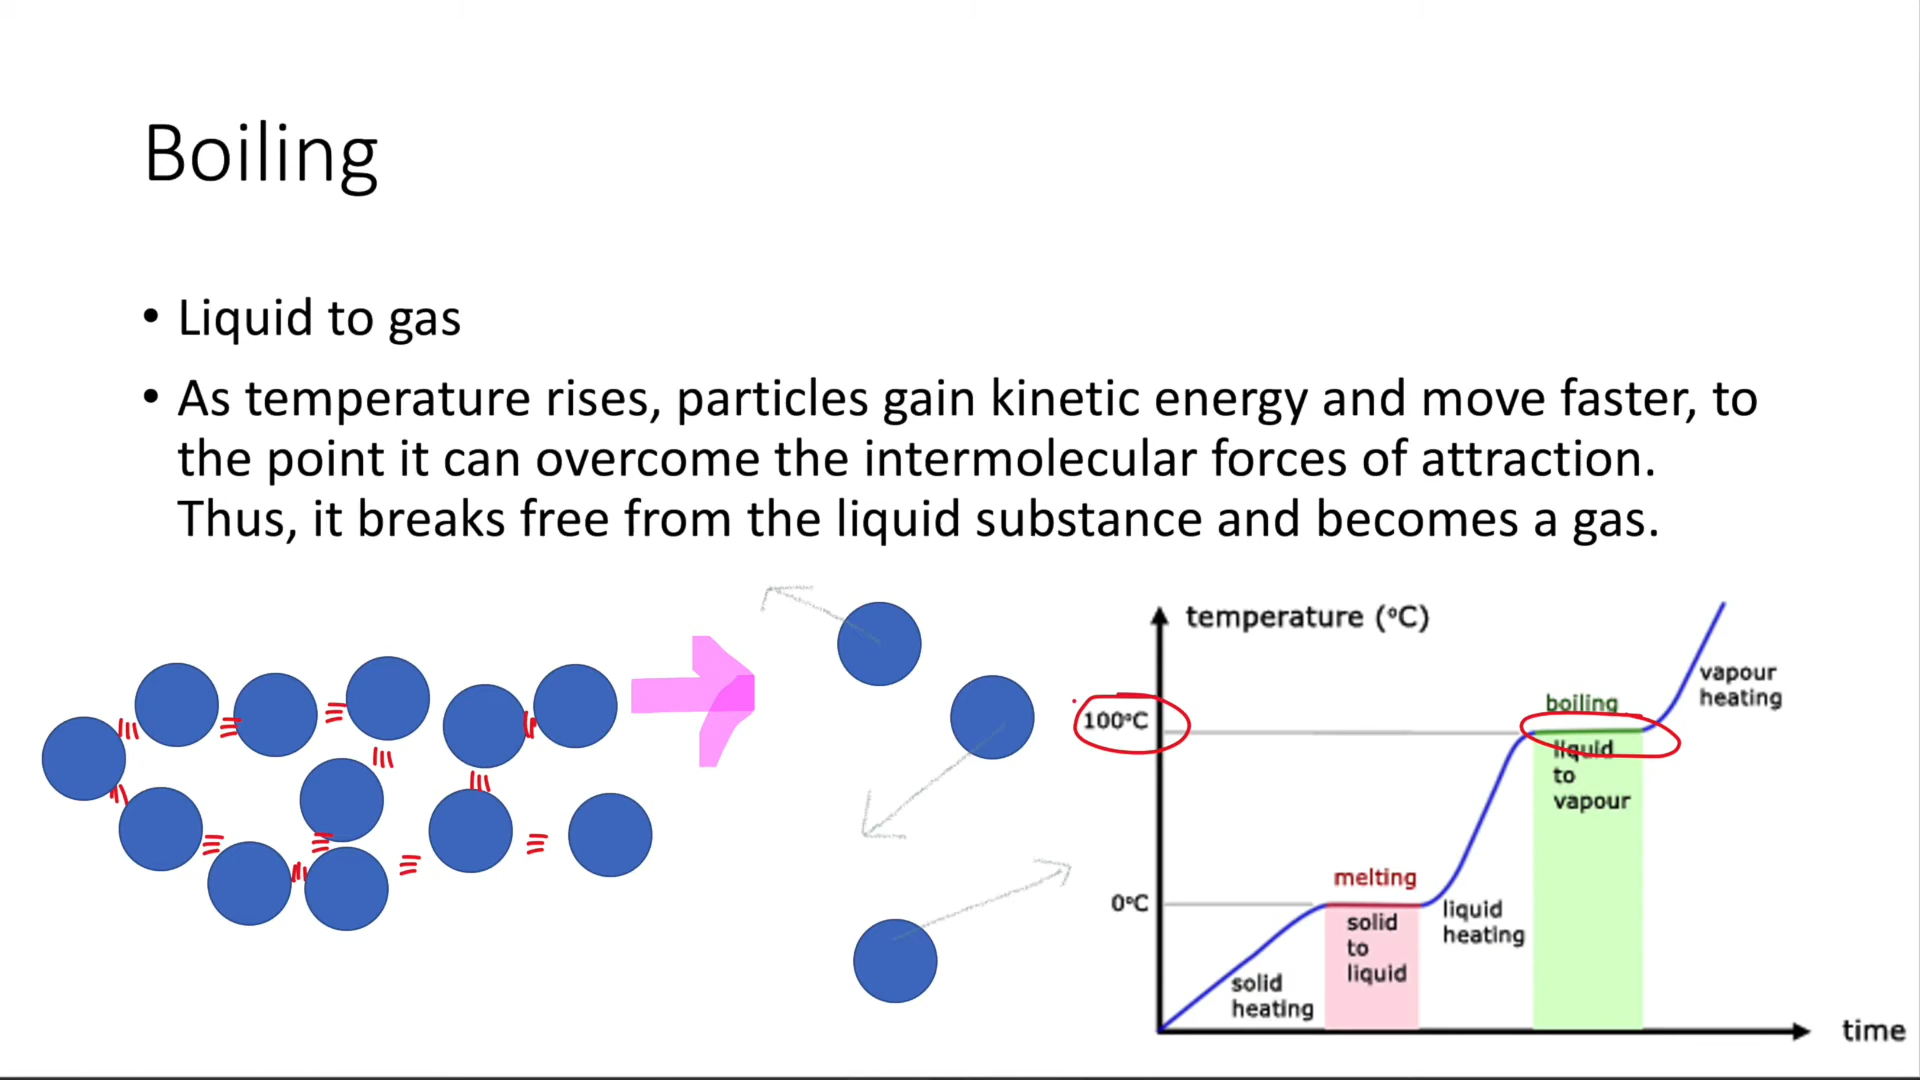 Boiling
• Liquid to gas
• As temperature rises, particles gain kinetic energy and move faster, to
the point it can overcome the intermolecular forces of attraction.
Thus, it breaks free from the liquid substance and becomes a gas.
temperature (°C)
vapour
heating
boiling
100°C
liquid
to
vapour
melting
0°C
solid
to
liquid
liquid
heating
solid
heating
time